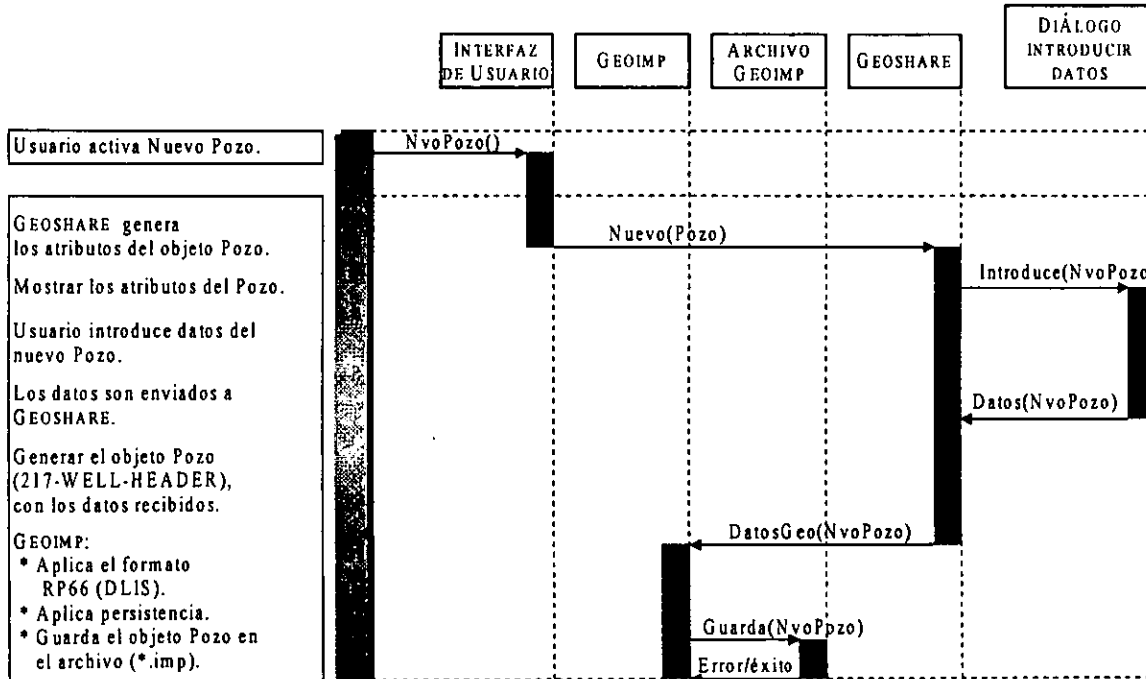 INTERFAZ
DE USUARIO
GEOIMP
ARCHIVO
GEOIMP
GEOSHARE
DIÁLOGO
INTRODUCIR
DATOS
Usuario activa Nuevo Pozo.
NvoPozo()
GEOSHARE genera
los atributos del objeto Pozo.
Mostrar los atributos del Pozo.
Usuario introduce datos del
nuevo Pozo.
Los datos son enviados a
GEOSHARE.
Generar el objeto Pozo
(217-WELL-HEADER),
con los datos recibidos.
GEOIMP:
* Aplica el formato
RP66 (DLIS).
* Aplica persistencia.
* Guarda el objeto Pozo en
el archivo (*.imp).
Nuevo(Pozo)
Introduce(NvoPozo
Datos(NvoPozo)
DatosGeo(NvoPozo)
Guarda(NvoPozo)
Error/éxito